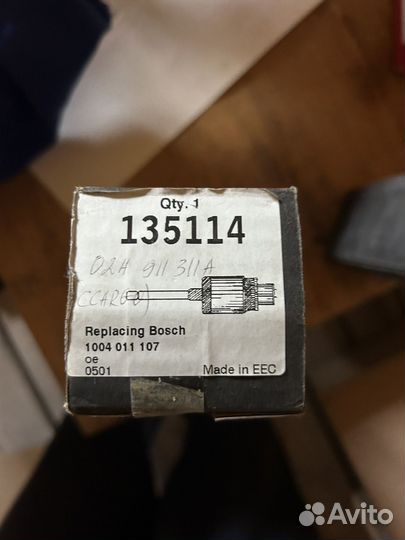 Qty. 1
135114
02A 911 311A
(CARGO)
Replacing Bosch
1004 011 107
oe
0501
Made in EEC
Avito